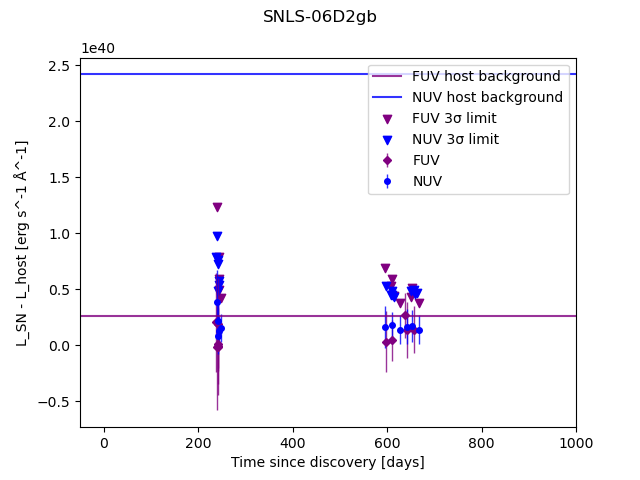 SNLS-06D2gb
1e40
FUV host background
NUV host background
FUV 3σ limit
NUV 3σ limit
FUV
NUV
2.5
2.0
1.5
1.0
0.5
0.0
−0.5
L_SN - L_host [erg s^-1 Å^-1]
0 200 400 600 800 1000
Time since discovery [days]